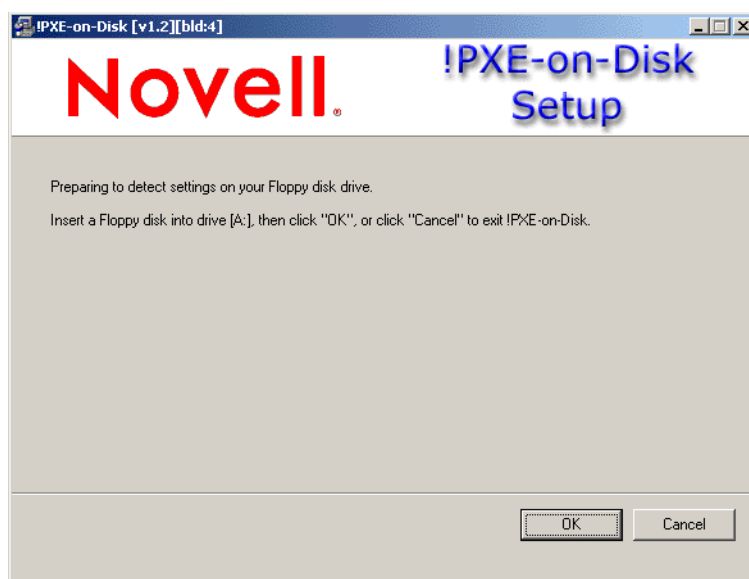 !PXE-on-Disk [v1.2][bld:4]
Novell®
!PXE-on-Disk
Setup
Preparing to detect settings on your Floppy disk drive.
Insert a Floppy disk into drive [A:], then click "OK", or click "Cancel" to exit !PXE-on-Disk.
OK
Cancel